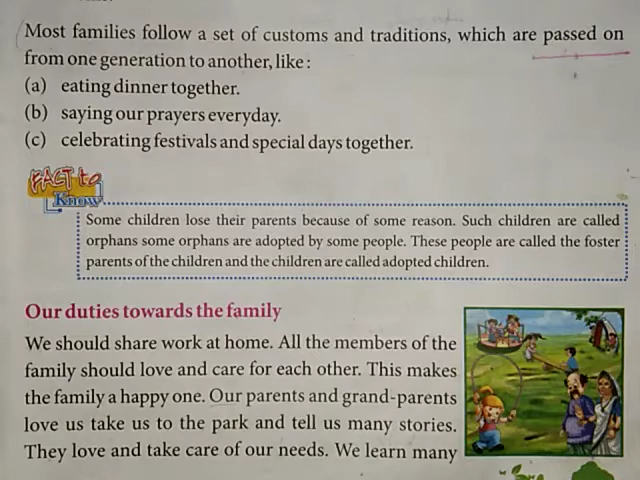 Most families follow a set of customs and traditions, which are passed on
from one generation to another, like :
(a) eating dinner together.
(b) saying our prayers everyday.
(c) celebrating festivals and special days together.
FACT to
Know
Some children lose their parents because of some reason. Such children are called
orphans some orphans are adopted by some people. These people are called the foster
parents of the children and the children are called adopted children.
Our duties towards the family
We should share work at home. All the members of the
family should love and care for each other. This makes
the family a happy one. Our parents and grand-parents
love us take us to the park and tell us many stories.
They love and take care of our needs. We learn many